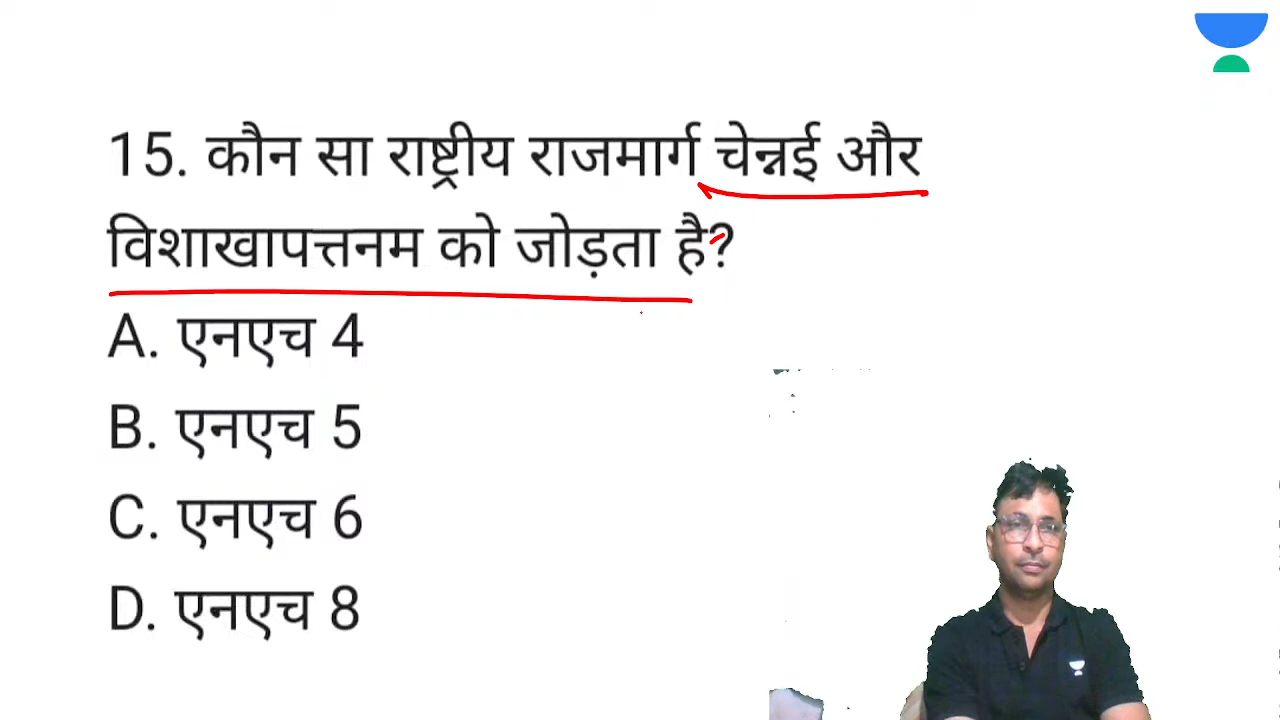 15. कौन सा राष्ट्रीय राजमार्ग चेन्नई और
विशाखापत्तनम को जोड़ता है?
A. एनएच 4
B. एनएच 5
C. एनएच 6
D. एनएच 8